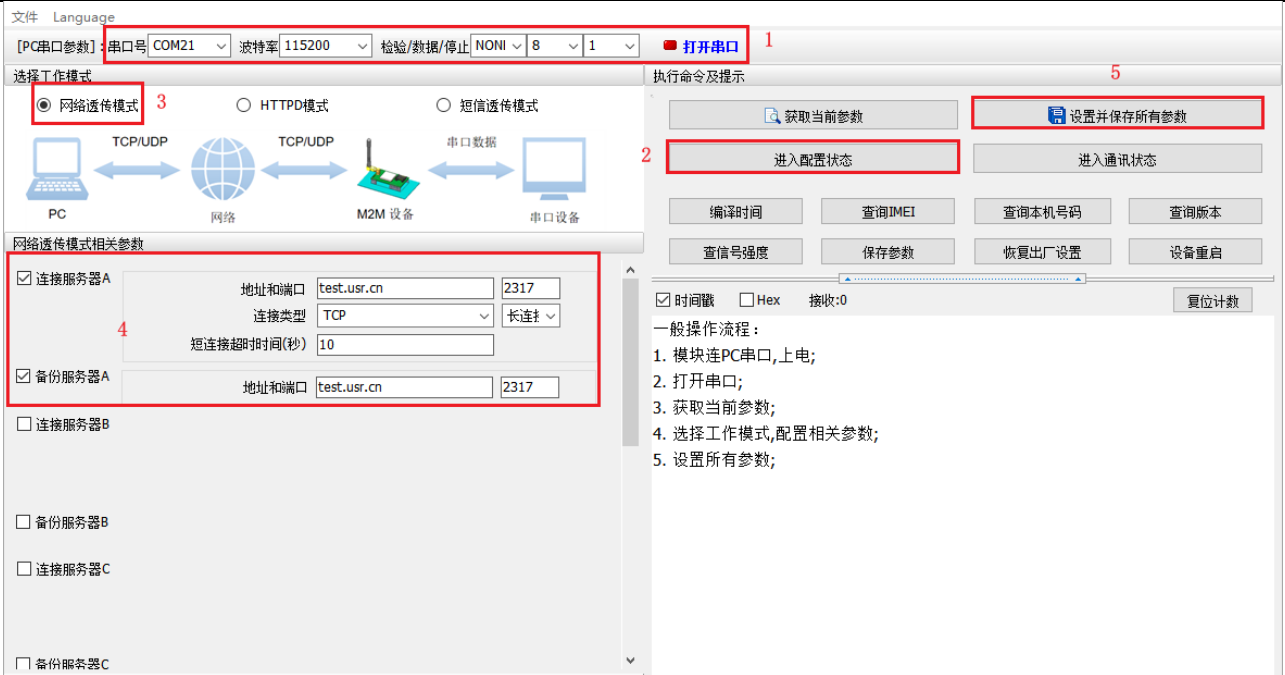 文件 Language
[PC串口参数]：串口号 COM21 波特率 115200 检验/数据/停止 NONI 8 1 打开串口 1
选择工作模式
网络透传模式 3 HTTPD模式 短信透传模式
TCP/UDP TCP/UDP 串口数据
PC 网络 M2M 设备 串口设备
网络透传模式相关参数
连接服务器A
地址和端口 test.usr.cn 2317
连接类型 TCP 长连接
4
短连接超时时间(秒) 10
备份服务器A
地址和端口 test.usr.cn 2317
连接服务器B
备份服务器B
连接服务器C
备份服务器C
执行命令及提示 5
获取当前参数 设置并保存所有参数
2 进入配置状态 进入通讯状态
编译时间 查询IMEI 查询本机号码 查询版本
查信号强度 保存参数 恢复出厂设置 设备重启
时间戳 Hex 接收:0 复位计数
一般操作流程：
1. 模块连PC串口,上电;
2. 打开串口;
3. 获取当前参数;
4. 选择工作模式,配置相关参数;
5. 设置所有参数;